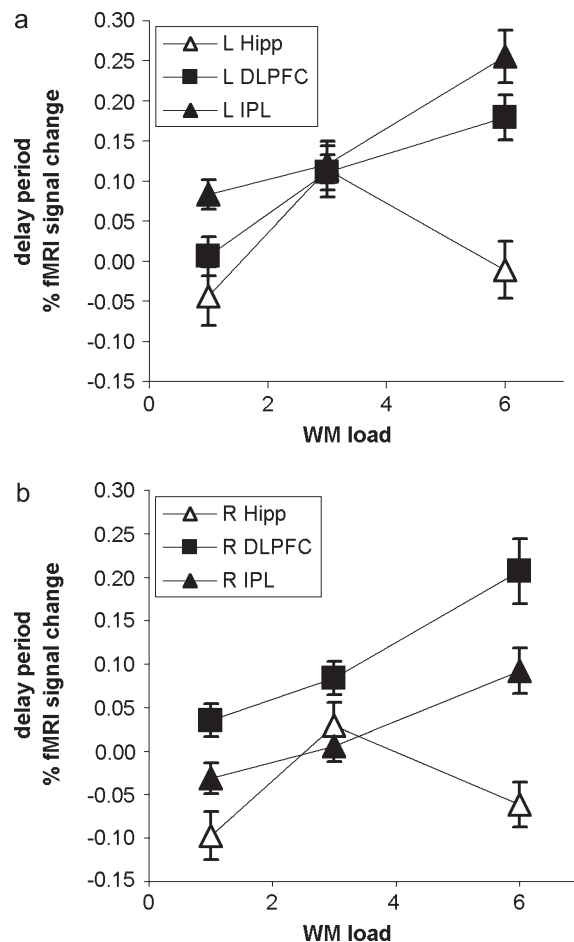 a
L Hipp
L DLPFC
L IPL
0.30
0.25
0.20
0.15
0.10
0.05
0.00
-0.05
-0.10
-0.15
delay period
% fMRI signal change
0 2 4 6
WM load
b
R Hipp
R DLPFC
R IPL
0.30
0.25
0.20
0.15
0.10
0.05
0.00
-0.05
-0.10
-0.15
delay period
% fMRI signal change
0 2 4 6
WM load